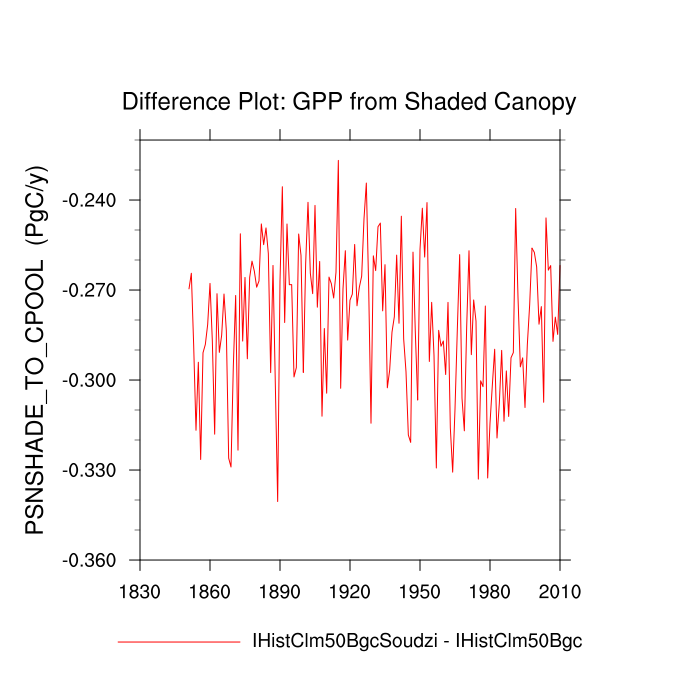 Difference Plot: GPP from Shaded Canopy
PSNSHADE_TO_CPOOL (PgC/y)
-0.240
-0.270
-0.300
-0.330
-0.360
1830 1860 1890 1920 1950 1980 2010
IHistClm50BgcSoudzi - IHistClm50Bgc